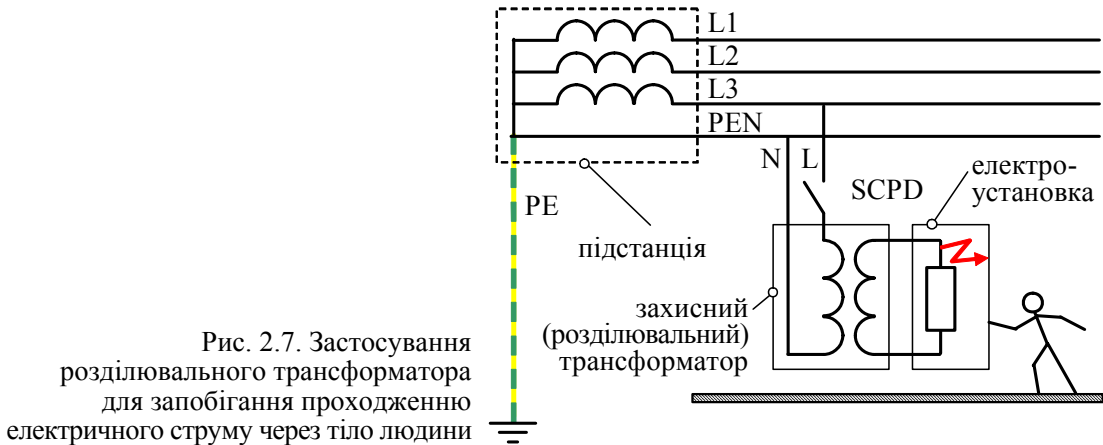 L1
L2
L3
PEN
N L
SCPD
електро-
установка
PE
підстанція
захисний
(розділювальний)
трансформатор
Рис. 2.7. Застосування
розділювального трансформатора
для запобігання проходженню
електричного струму через тіло людини